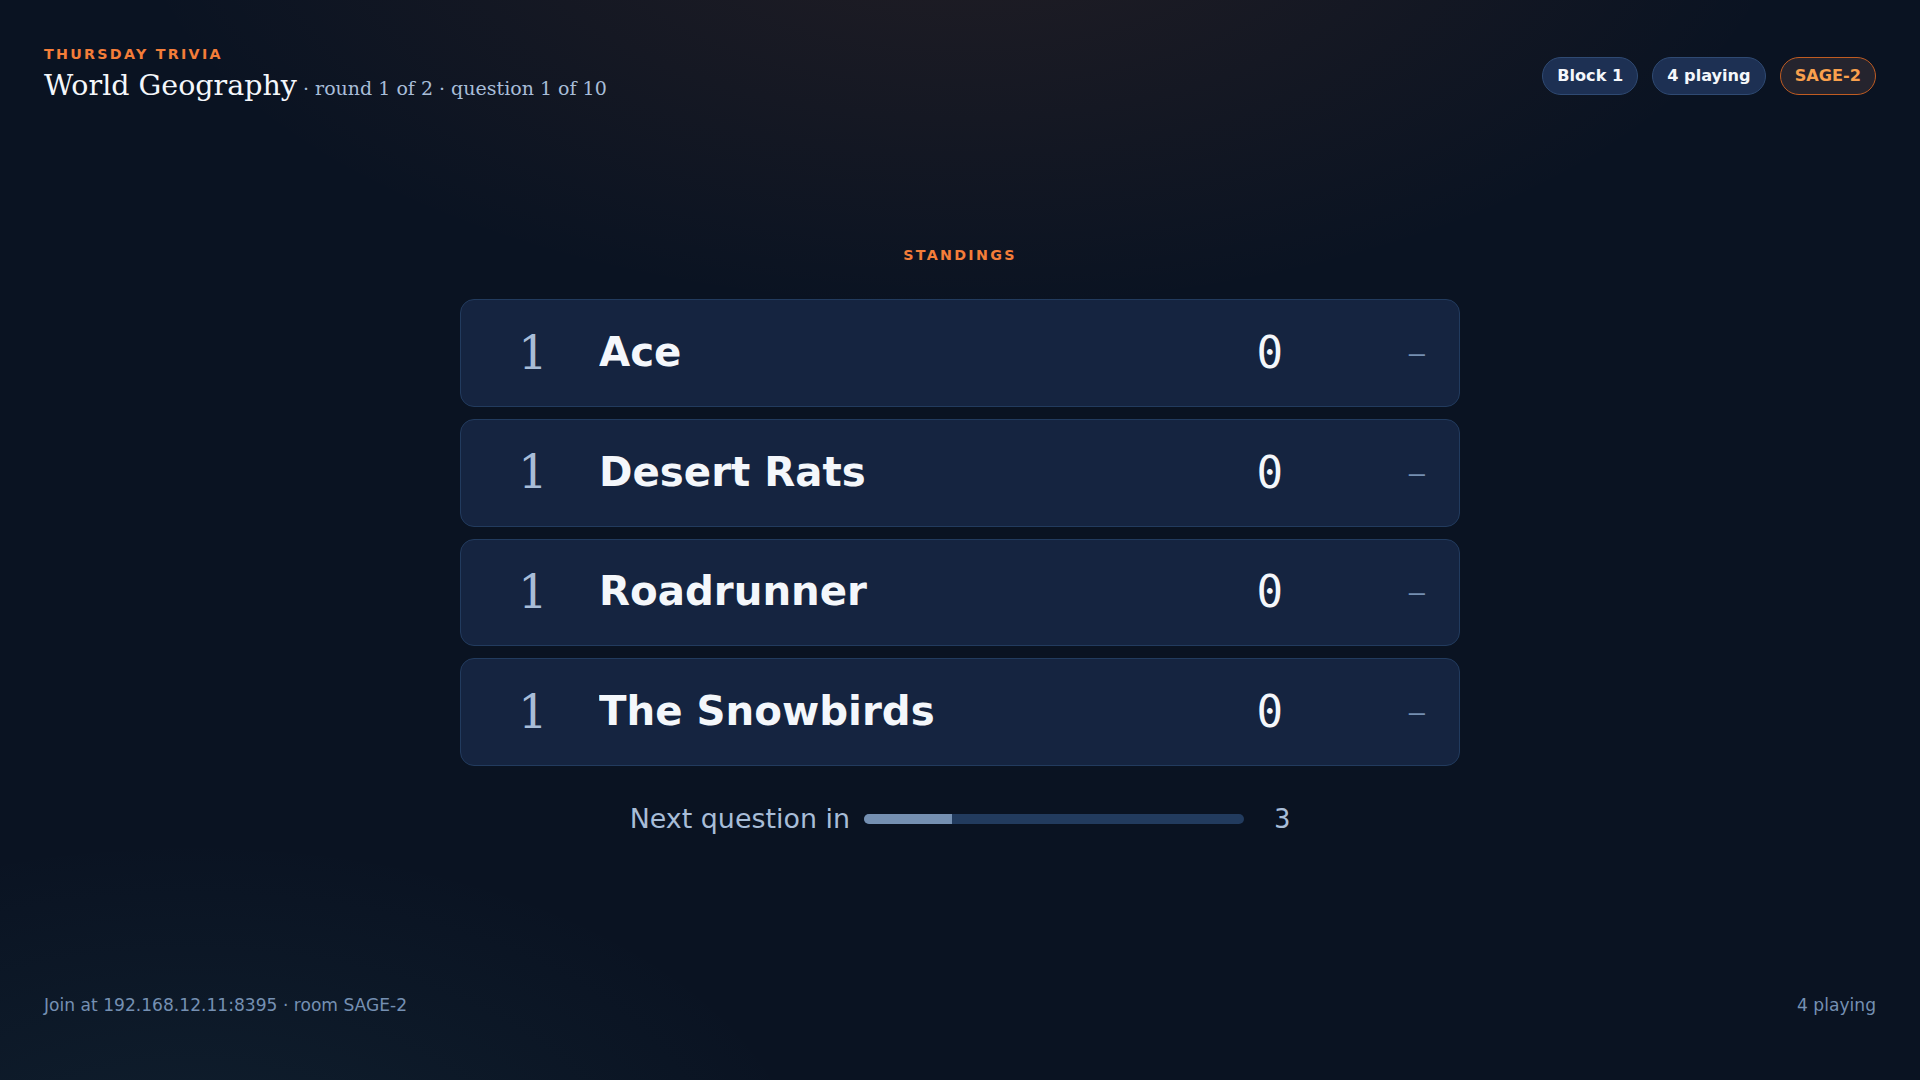 THURSDAY TRIVIA
World Geography · round 1 of 2 · question 1 of 10
Block 1
4 playing
SAGE-2
STANDINGS
1 Ace 0 –
1 Desert Rats 0 –
1 Roadrunner 0 –
1 The Snowbirds 0 –
Next question in 3
Join at 192.168.12.11:8395 · room SAGE-2
4 playing